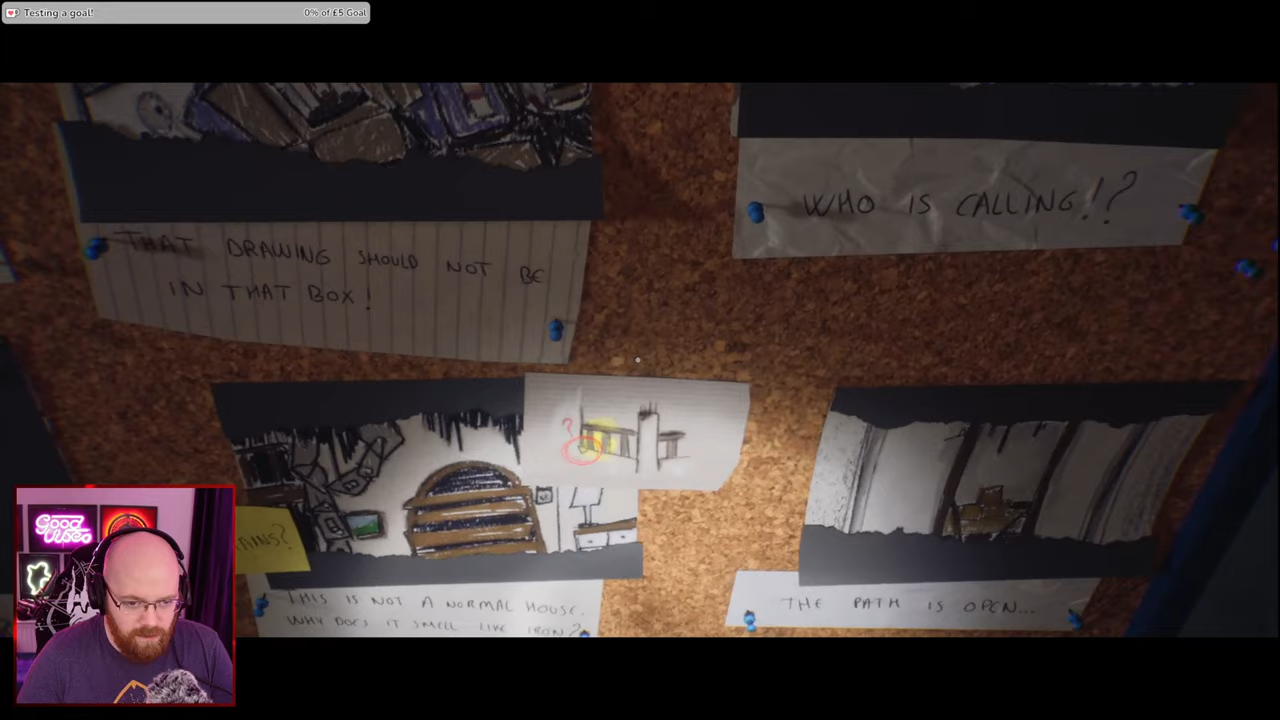 Testing a goal!
0% of £5 Goal
WHO IS CALLING!?
THAT DRAWING SHOULD NOT BE
IN THAT BOX!
?
GOOD
VIBES
THIS IS NOT A NORMAL HOUSE.
WHY DOES IT SMELL LIKE IRON?
THE PATH IS OPEN...